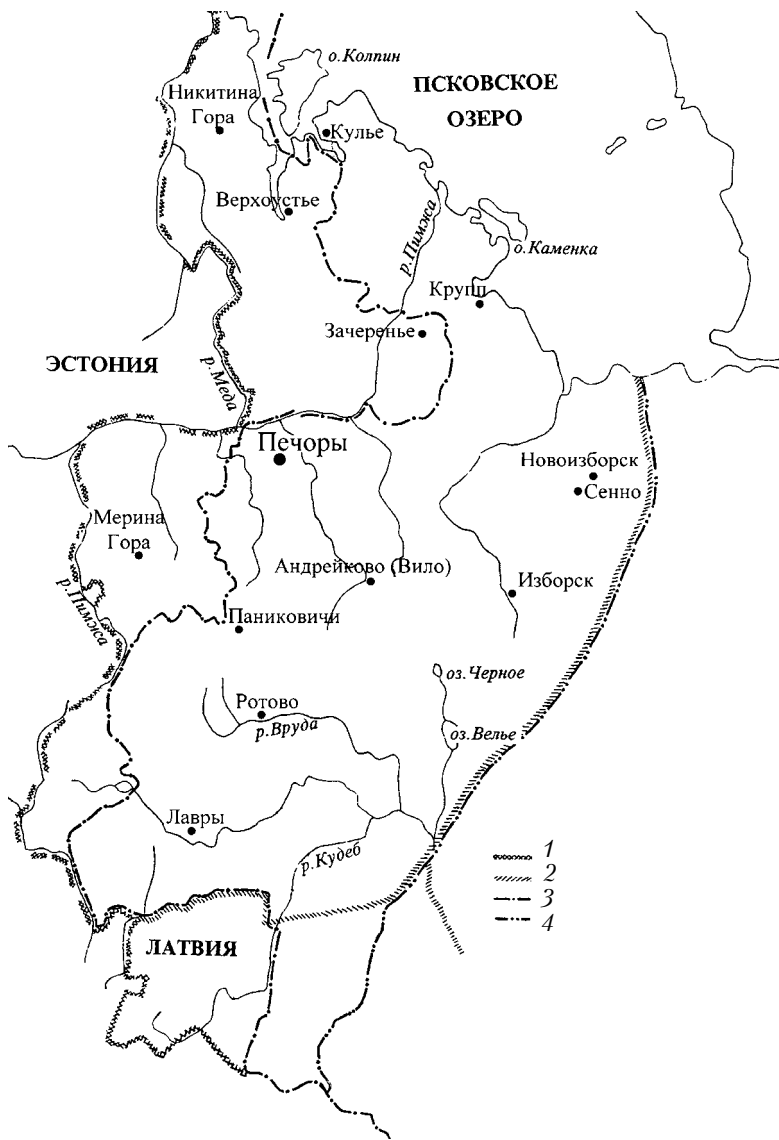 о.Колпин
ПСКОВСКОЕ
ОЗЕРО
Никитина
Гора
Кулье
Верхоустье
р.Пимжа
о.Каменка
Крупп
Зачеренье
ЭСТОНИЯ
р.Меда
Печоры
Новоизборск
Сенно
Мерина
Гора
Андрейково (Вило)
Изборск
р.Пимжа
Паниковичи
оз.Черное
Ротово
р.Вруда
оз.Велье
Лавры
р.Кудеб
1
2
3
4
ЛАТВИЯ